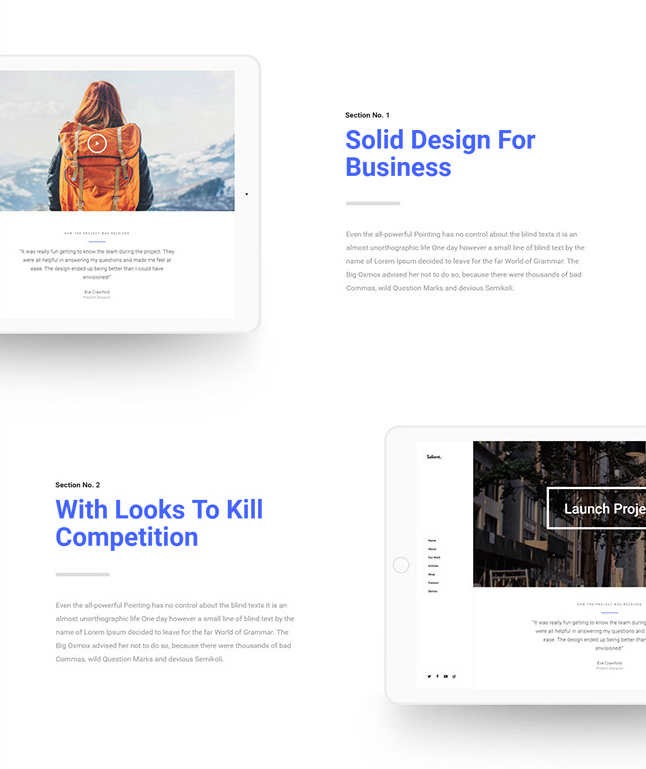 Section No. 1
Solid Design For
Business
Even the all-powerful Pointing has no control about the blind texts it is an
almost unorthographic life One day however a small line of blind text by the
name of Lorem Ipsum decided to leave for the far World of Grammar. The
Big Oxmox advised her not to do so, because there were thousands of bad
Commas, wild Question Marks and devious Semikoli.
HOW THE PROJECT WAS RECEIVED
"It was really fun getting to know the team during the project. They
were all helpful in answering my questions and made me feel at
ease. The design ended up being better than I could have
envisioned!"
Eve Crawford
Product Designer
Section No. 2
With Looks To Kill
Competition
Even the all-powerful Pointing has no control about the blind texts it is an
almost unorthographic life One day however a small line of blind text by the
name of Lorem Ipsum decided to leave for the far World of Grammar. The
Big Oxmox advised her not to do so, because there were thousands of bad
Commas, wild Question Marks and devious Semikoli.
Salient.
Home
About
Our Work
Articles
Shop
Contact
Demos
Launch Proje
HOW THE PROJECT WAS RECEIVED
"It was really fun getting to know the team during
were all helpful in answering my questions and
ease. The design ended up being better than
envisioned!"
Eve Crawford
Product Designer